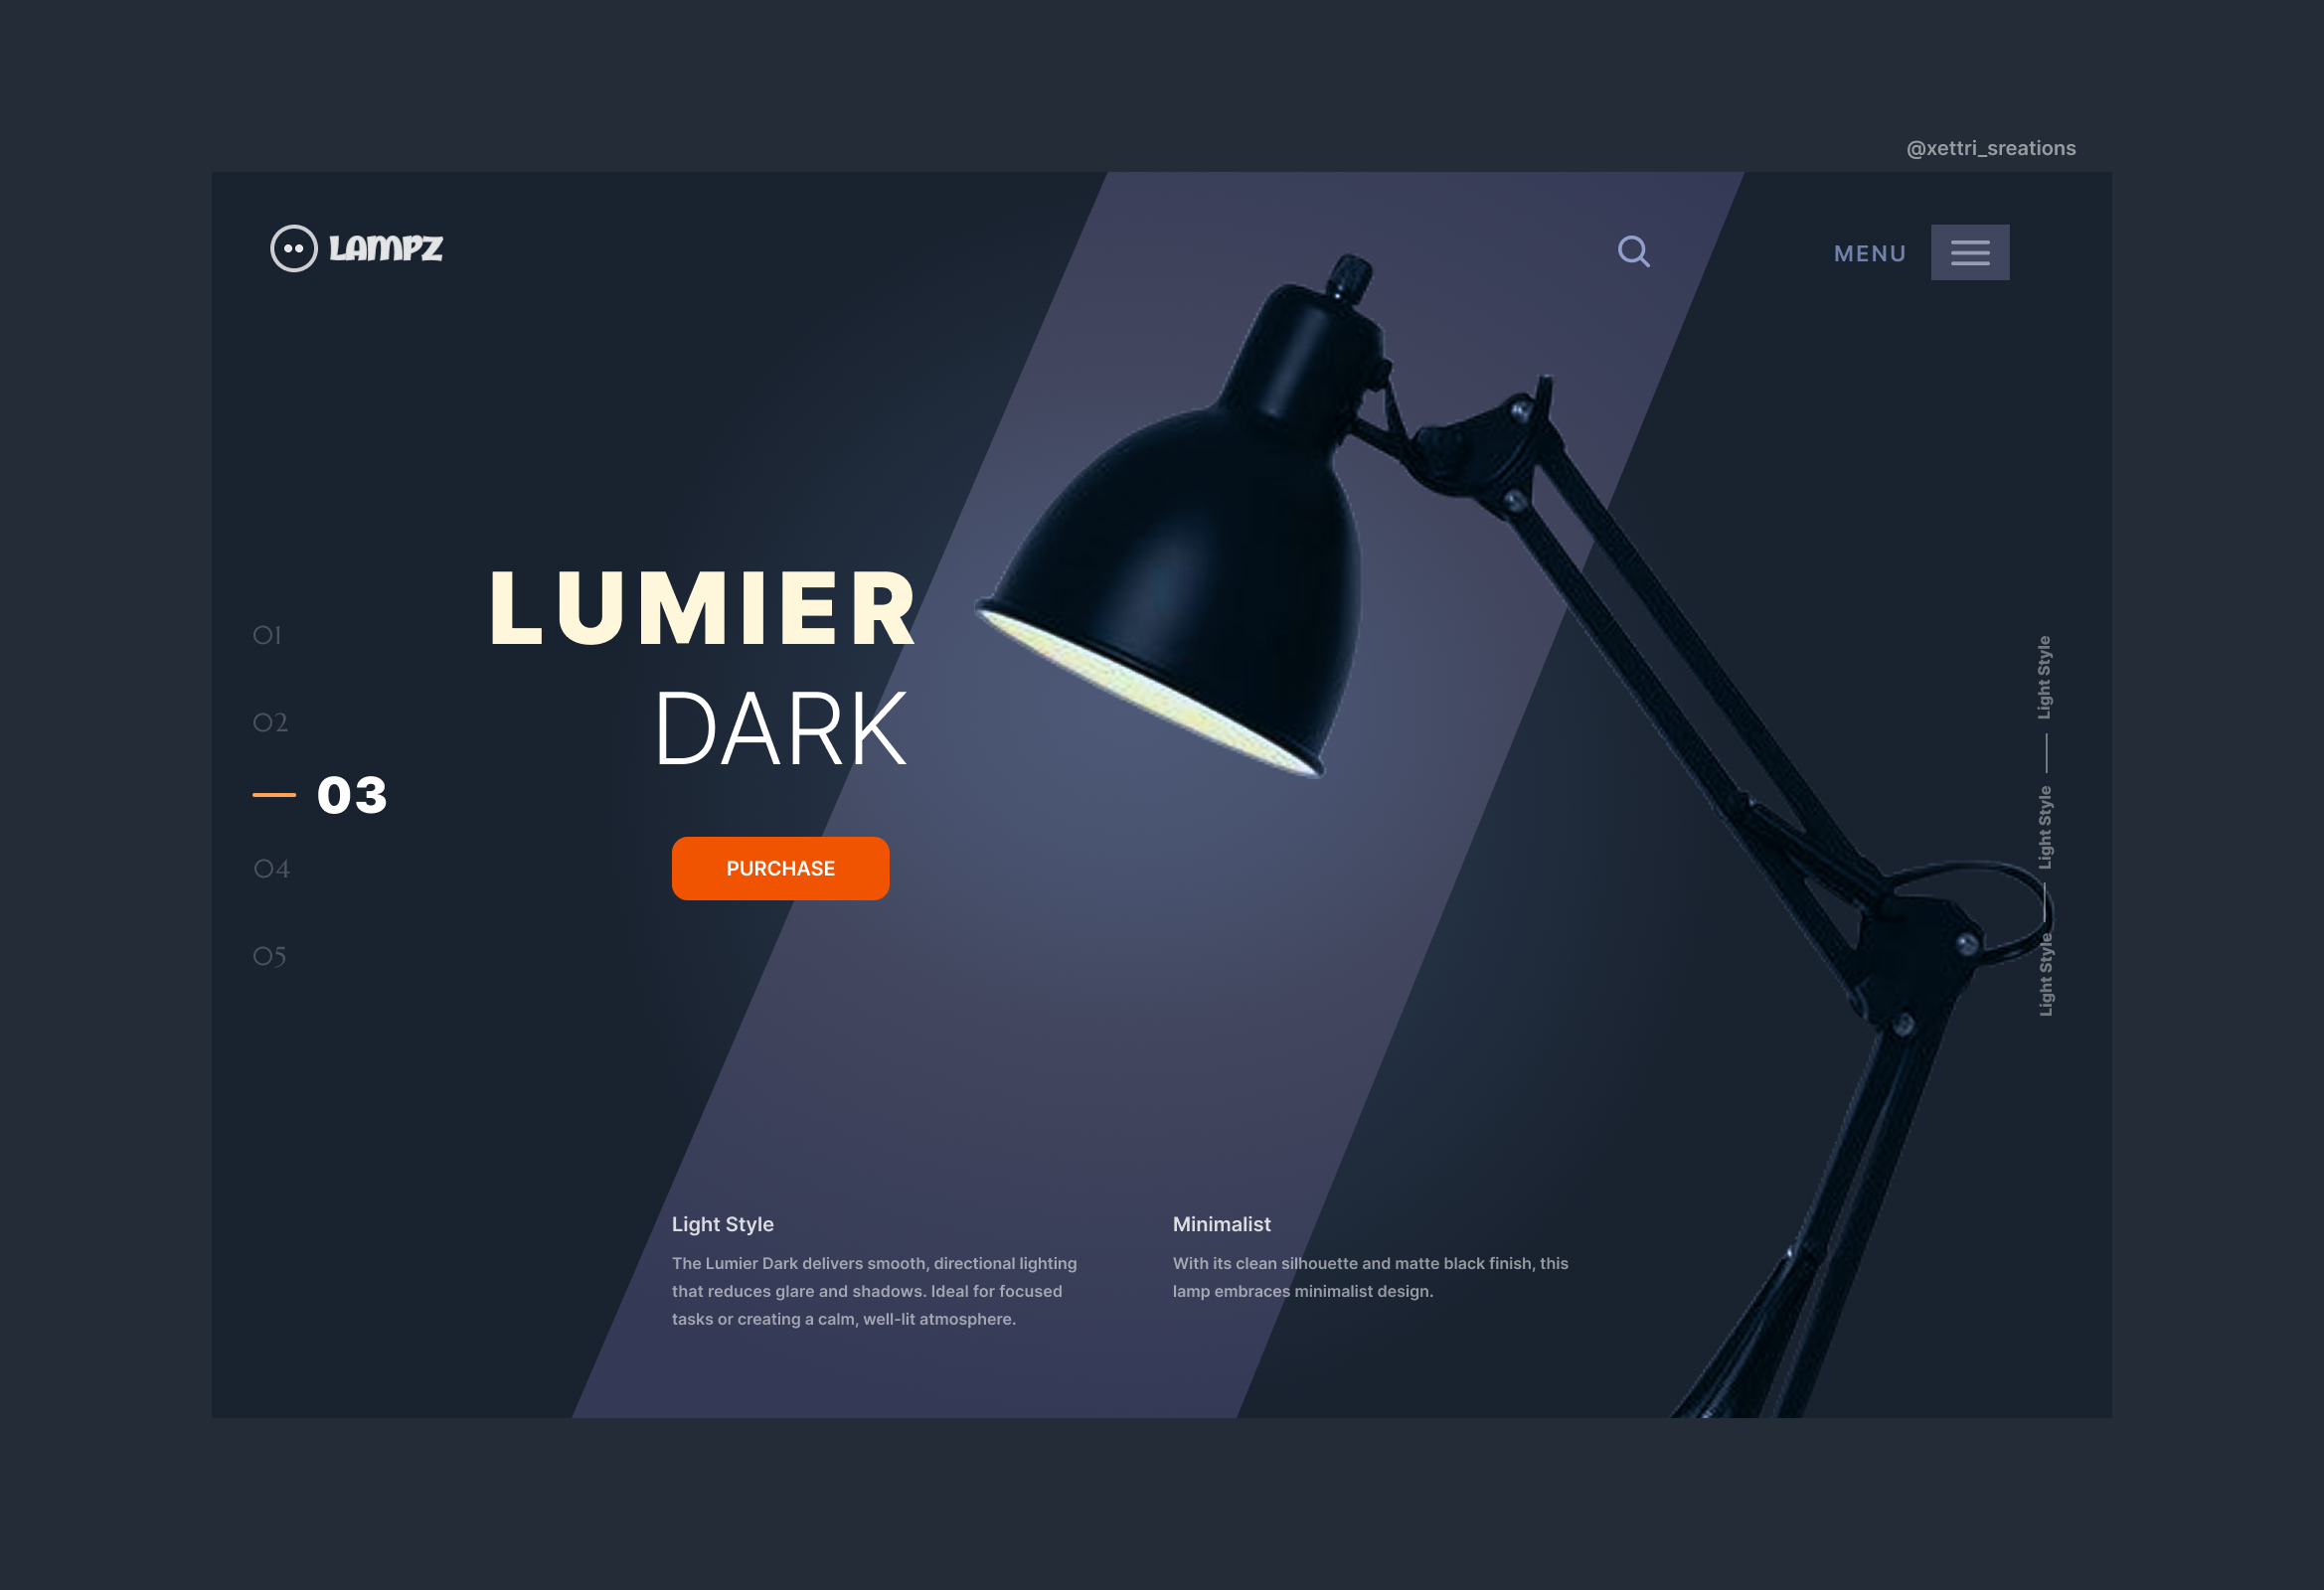 @xettri_sreations
LAMPZ
MENU
LUMIER
DARK
PURCHASE
01
02
03
04
05
Light Style
Light Style
Light Style
Light Style
The Lumier Dark delivers smooth, directional lighting
that reduces glare and shadows. Ideal for focused
tasks or creating a calm, well-lit atmosphere.
Minimalist
With its clean silhouette and matte black finish, this
lamp embraces minimalist design.